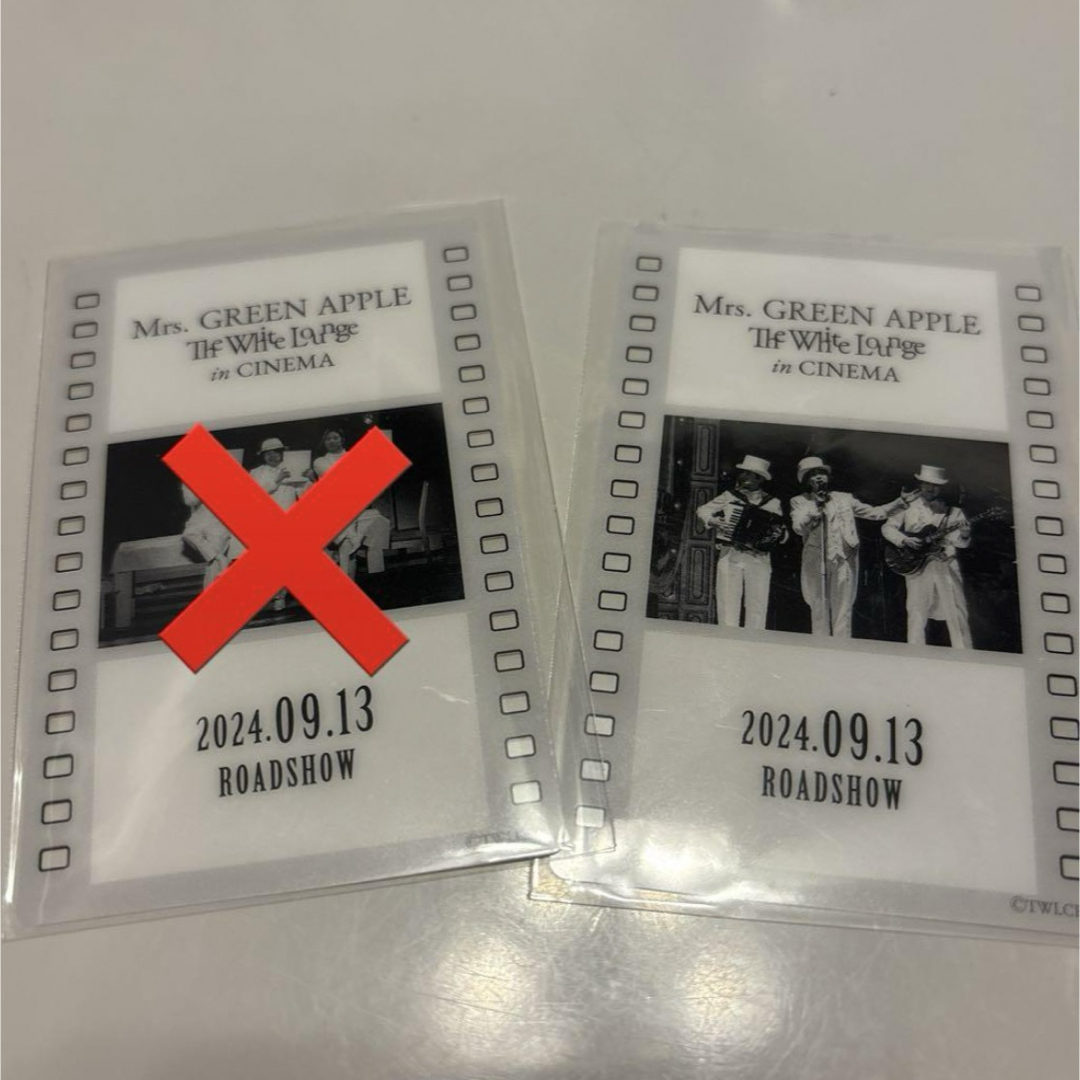 Mrs. GREEN APPLE
The White Lounge
in CINEMA
2024.09.13
ROADSHOW
Mrs. GREEN APPLE
The White Lounge
in CINEMA
2024.09.13
ROADSHOW